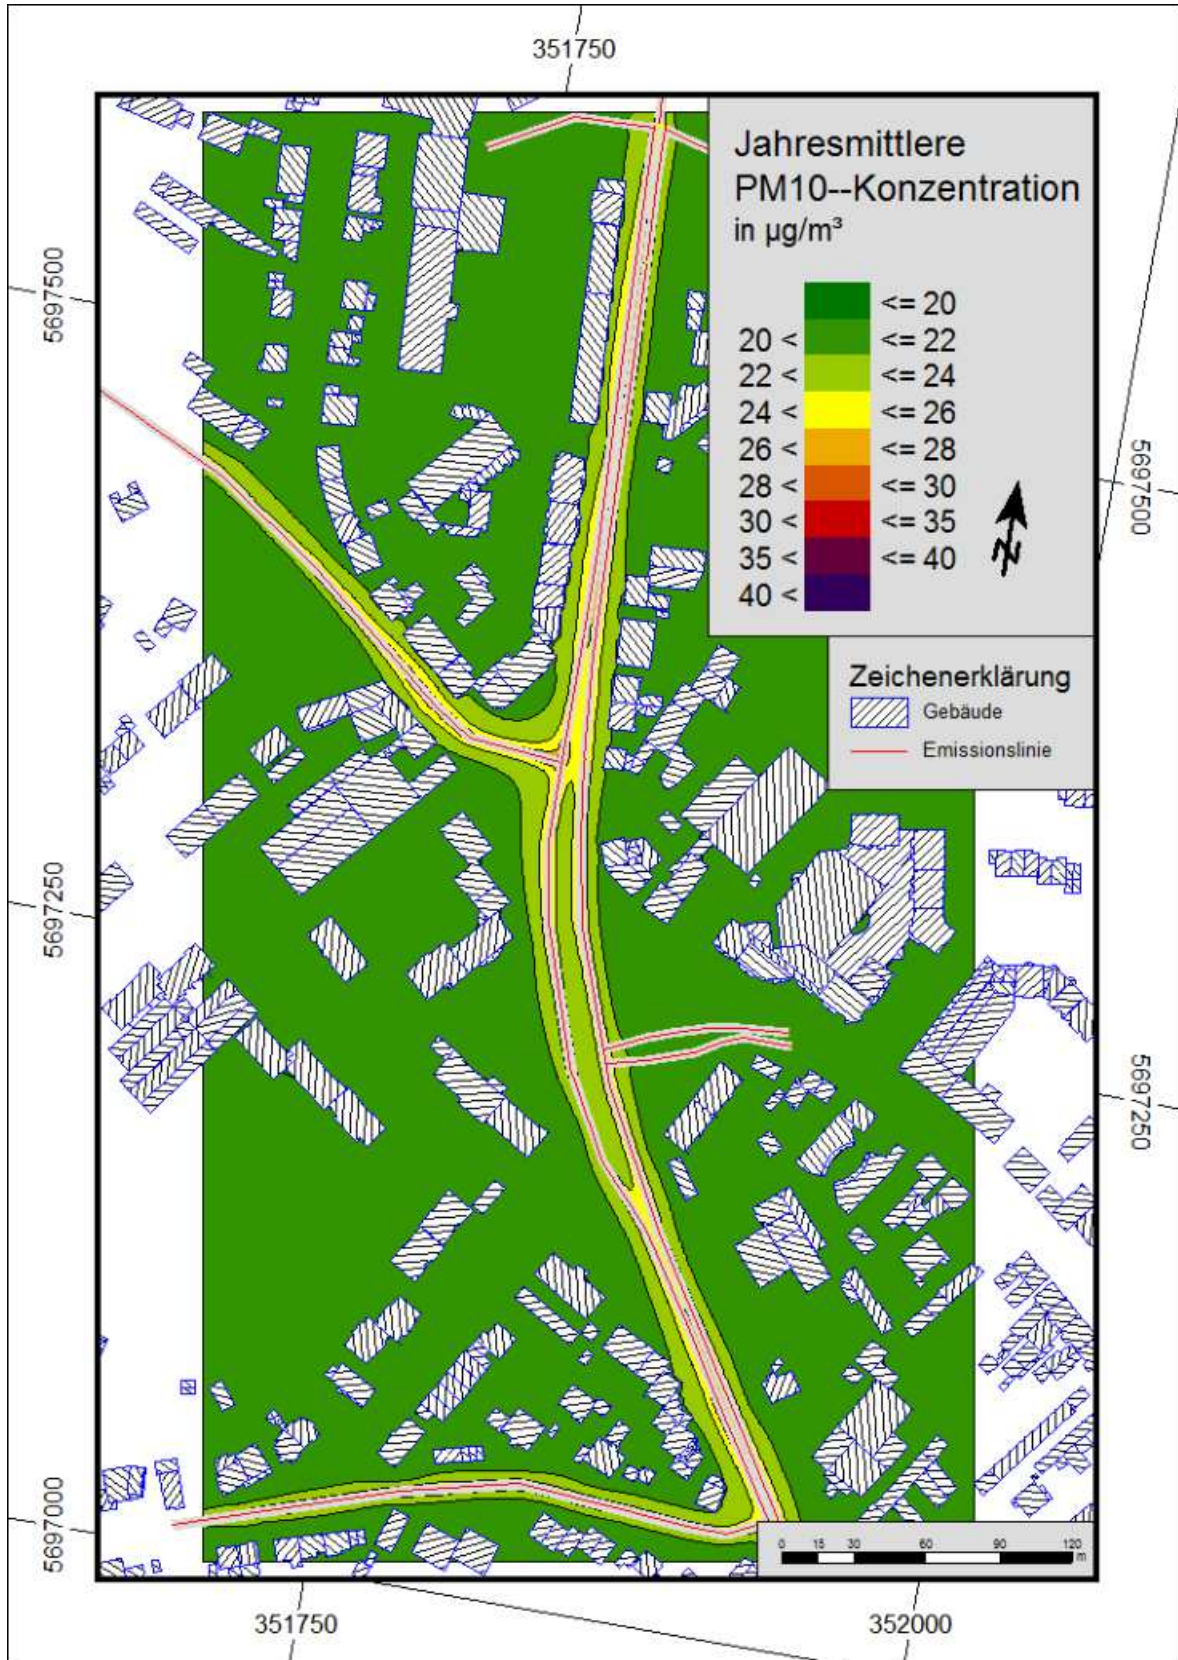 351750
Jahresmittlere
PM10--Konzentration
in µg/m³
<= 20
20 < <= 22
22 < <= 24
24 < <= 26
26 < <= 28
28 < <= 30
30 < <= 35
35 < <= 40
40 <
N
5697500
5697500
Zeichenerklärung
Gebäude
Emissionslinie
5697250
5697250
5697000
0 15 30 60 90 120
m
351750
352000